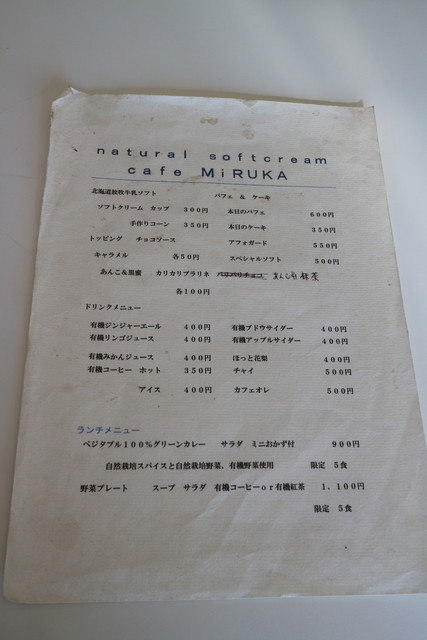 natural softcream
cafe MiRUKA
北海道放牧牛乳ソフト パフェ & ケーキ
ソフトクリーム カップ 300円 本日のパフェ 600円
手作りコーン 350円 本日のケーキ 350円
トッピング チョコソース アフォガード 550円
キャラメル 各50円 スペシャルソフト 500円
あんこ&黒蜜 カリカリプラリネ パリパリチョコ
各100円
ドリンクメニュー
有機ジンジャーエール 400円 有機ブドウサイダー 400円
有機リンゴジュース 400円 有機アップルサイダー 400円
有機みかんジュース 400円 ほっと花梨 400円
有機コーヒー ホット 350円 チャイ 500円
アイス 400円 カフェオレ 500円
ランチメニュー
ベジタブル100%グリーンカレー サラダ ミニおかず付 900円
自然栽培スパイスと自然栽培野菜、有機野菜使用 限定 5食
野菜プレート スープ サラダ 有機コーヒーor有機紅茶 1,100円
限定 5食